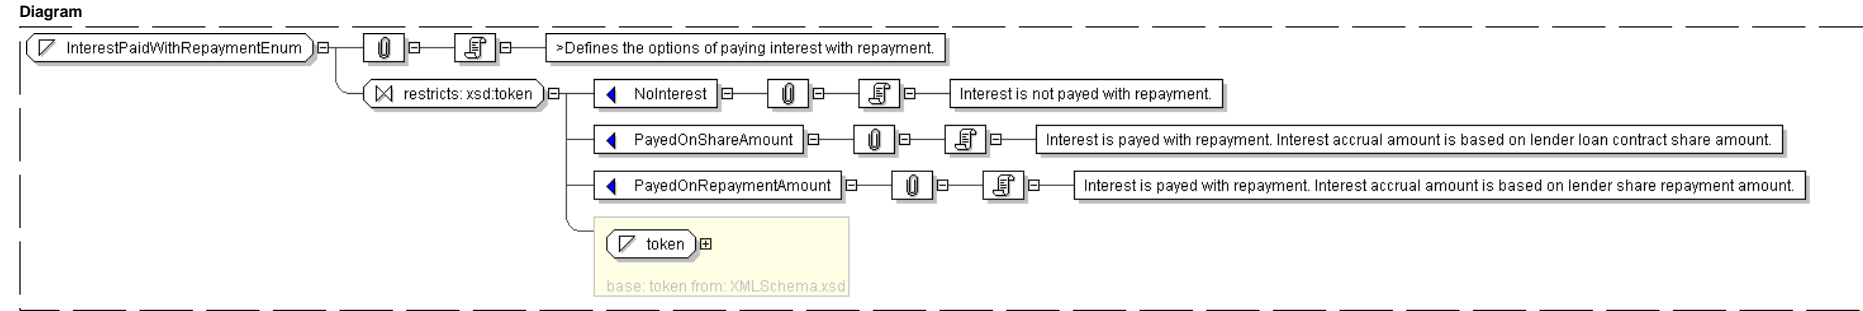 Diagram
InterestPaidWithRepaymentEnum >Defines the options of paying interest with repayment.
restricts: xsd:token NoInterest Interest is not payed with repayment.
PayedOnShareAmount Interest is payed with repayment. Interest accrual amount is based on lender loan contract share amount.
PayedOnRepaymentAmount Interest is payed with repayment. Interest accrual amount is based on lender share repayment amount.
token
base: token from: XMLSchema.xsd